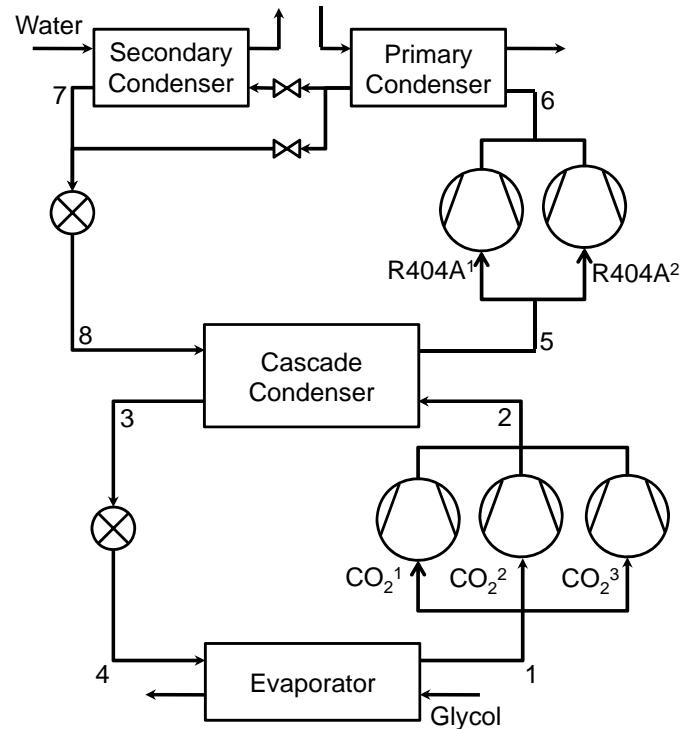 Water
Secondary
Condenser
Primary
Condenser
7
6
R404A¹
R404A²
8
5
Cascade
Condenser
3
2
CO₂¹
CO₂²
CO₂³
4
1
Evaporator
Glycol